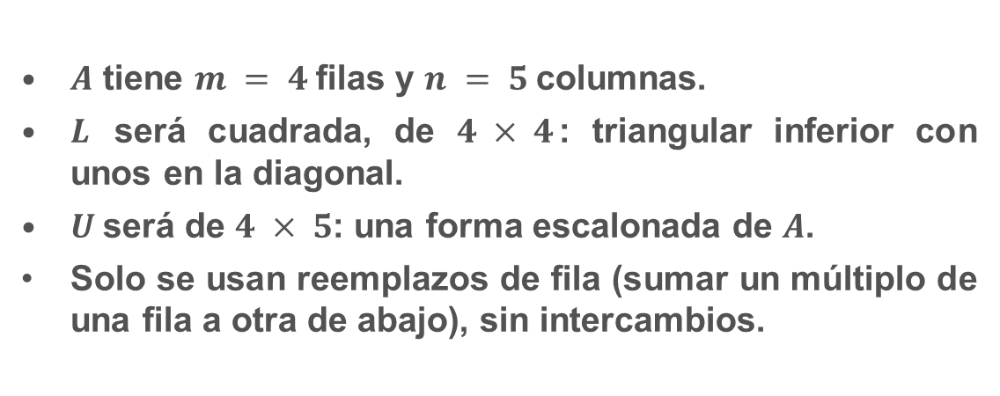 • A tiene m = 4 filas y n = 5 columnas.
• L será cuadrada, de 4 × 4: triangular inferior con
unos en la diagonal.
• U será de 4 × 5: una forma escalonada de A.
• Solo se usan reemplazos de fila (sumar un múltiplo de
una fila a otra de abajo), sin intercambios.